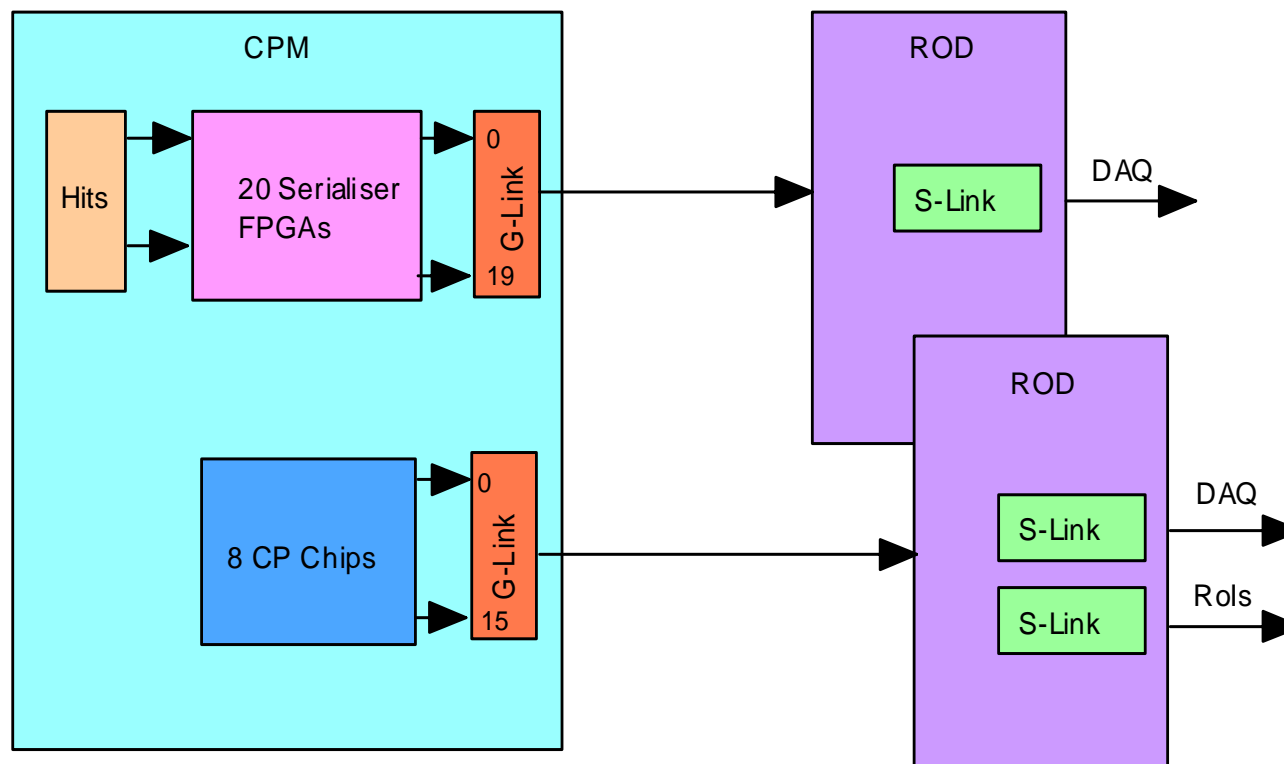 CPM
ROD
Hits
20 Serialiser
FPGAs
0
G-Link
19
S-Link
DAQ
ROD
8 CP Chips
0
G-Link
15
S-Link
DAQ
S-Link
RoIs